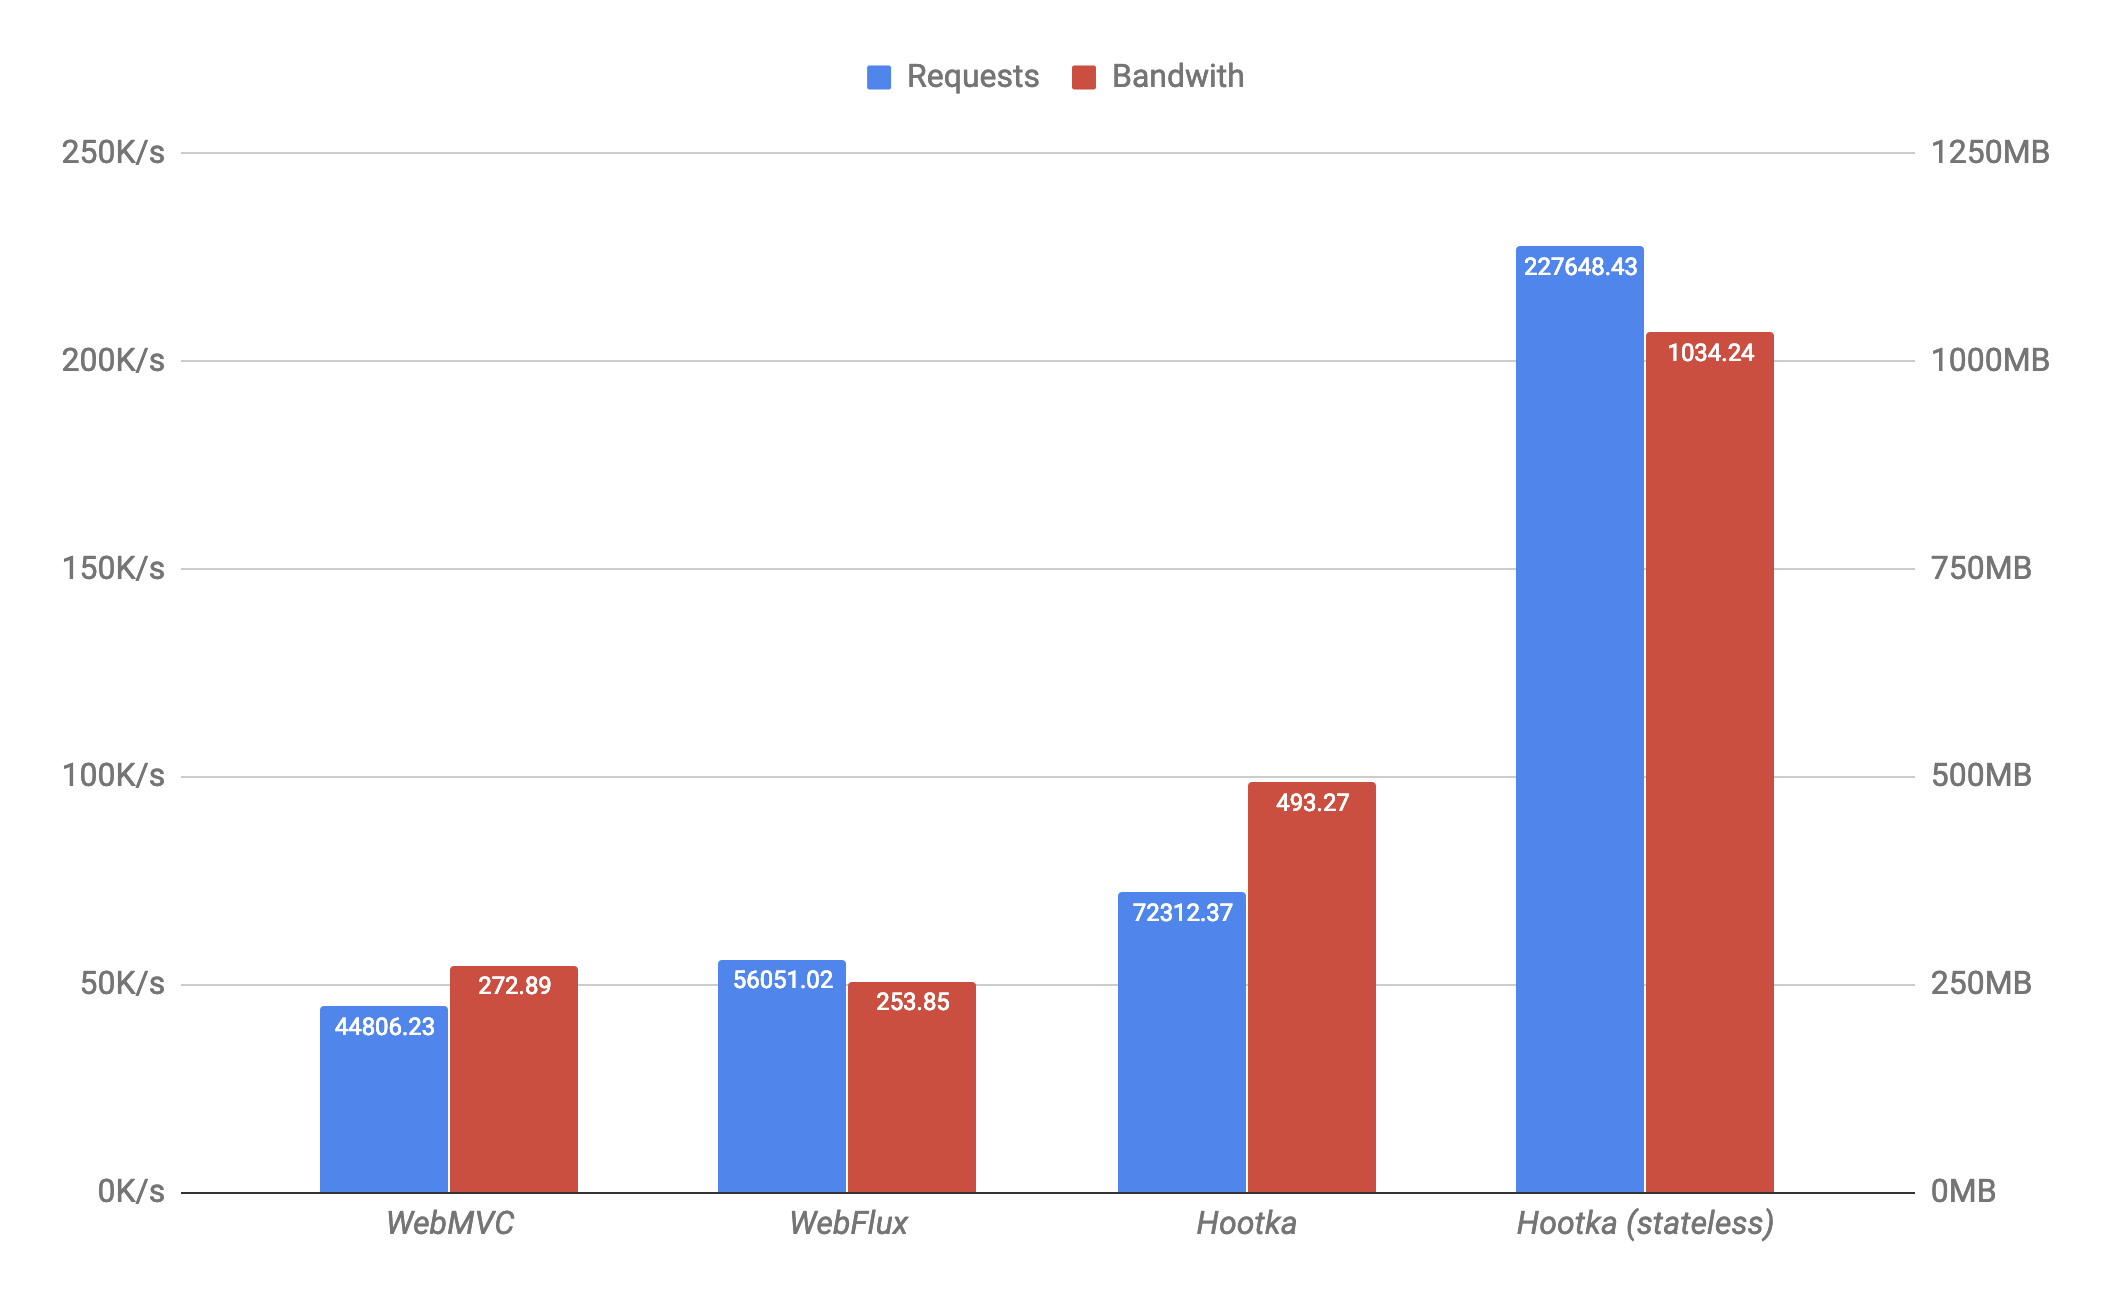 Requests Bandwith
250K/s 1250MB
227648.43
1034.24
200K/s 1000MB
150K/s 750MB
100K/s 500MB
493.27
72312.37
50K/s 272.89 56051.02 250MB
253.85
44806.23
0K/s 0MB
WebMVC WebFlux Hootka Hootka (stateless)